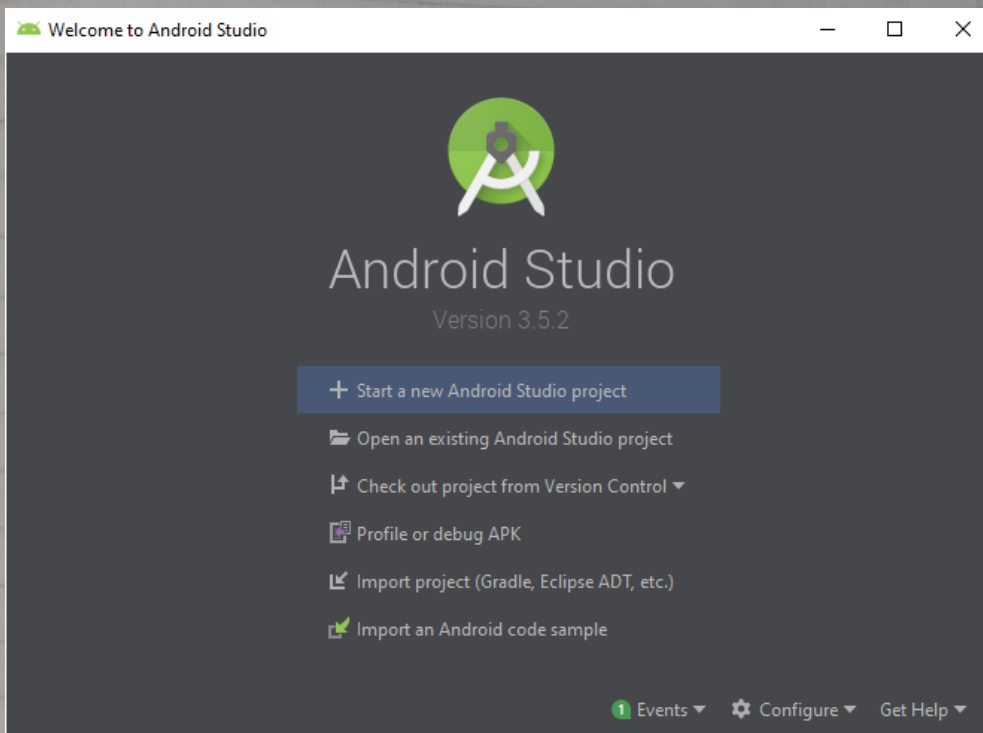 Welcome to Android Studio
Android Studio
Version 3.5.2
Start a new Android Studio project
Open an existing Android Studio project
Check out project from Version Control
Profile or debug APK
Import project (Gradle, Eclipse ADT, etc.)
Import an Android code sample
1 Events Configure Get Help